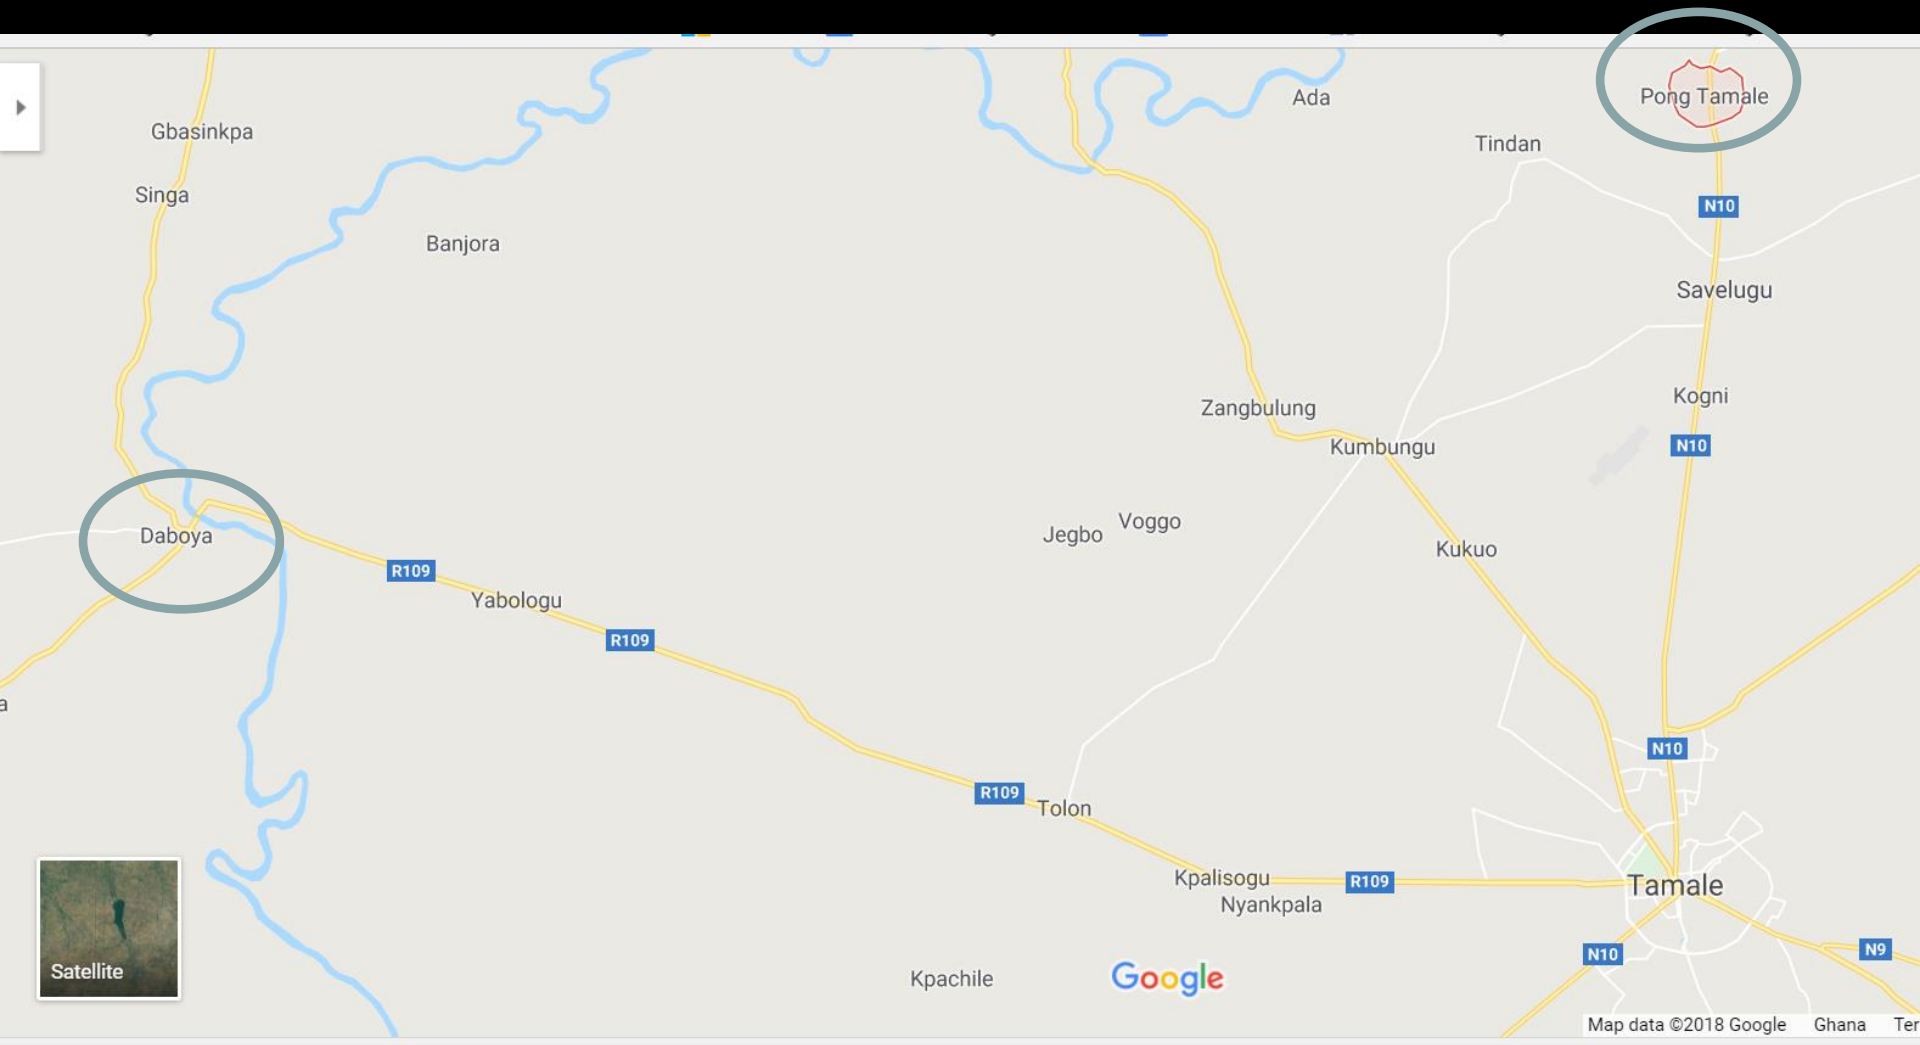 Ada
Pong Tamale
Gbasinkpa
Tindan
Singa
N10
Banjora
Savelugu
Kogni
Zangbulung
Kumbungu
N10
Voggo
Jegbo
Daboya
Kukuo
R109
Yabologu
R109
a
N10
R109
Tolon
Kpalisogu
R109
Tamale
Nyankpala
N9
N10
Satellite
Kpachile
Google
Map data ©2018 Google Ghana Ter